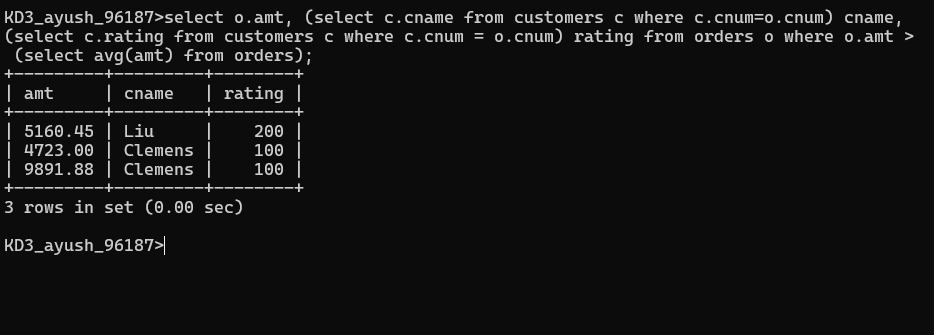 KD3_ayush_96187>select o.amt, (select c.cname from customers c where c.cnum=o.cnum) cname,
(select c.rating from customers c where c.cnum = o.cnum) rating from orders o where o.amt >
 (select avg(amt) from orders);
+---------+---------+--------+
| amt     | cname   | rating |
+---------+---------+--------+
| 5160.45 | Liu     |    200 |
| 4723.00 | Clemens |    100 |
| 9891.88 | Clemens |    100 |
+---------+---------+--------+
3 rows in set (0.00 sec)
KD3_ayush_96187>